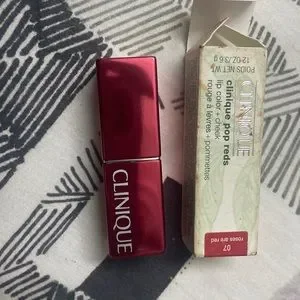 CLINIQUE
CLINIQUE
clinique pop reds
lip color + cheek
rouge à lèvres + pommettes
POIDS NET WT.
.12 OZ/3.6 g
07
roses are red